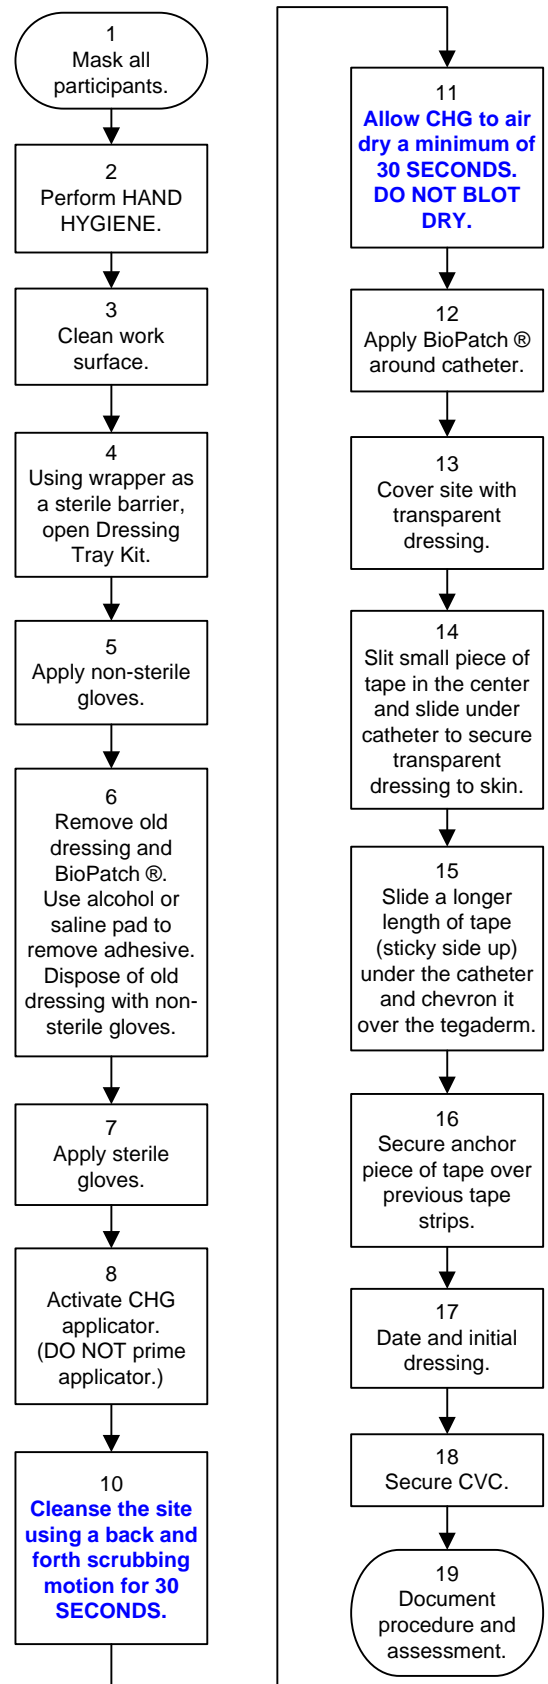 1
Mask all
participants.
2
Perform HAND
HYGIENE.
3
Clean work
surface.
4
Using wrapper as
a sterile barrier,
open Dressing
Tray Kit.
5
Apply non-sterile
gloves.
6
Remove old
dressing and
BioPatch ®.
Use alcohol or
saline pad to
remove adhesive.
Dispose of old
dressing with non-
sterile gloves.
7
Apply sterile
gloves.
8
Activate CHG
applicator.
(DO NOT prime
applicator.)
10
Cleanse the site
using a back and
forth scrubbing
motion for 30
SECONDS.
11
Allow CHG to air
dry a minimum of
30 SECONDS.
DO NOT BLOT
DRY.
12
Apply BioPatch ®
around catheter.
13
Cover site with
transparent
dressing.
14
Slit small piece of
tape in the center
and slide under
catheter to secure
transparent
dressing to skin.
15
Slide a longer
length of tape
(sticky side up)
under the catheter
and chevron it
over the tegaderm.
16
Secure anchor
piece of tape over
previous tape
strips.
17
Date and initial
dressing.
18
Secure CVC.
19
Document
procedure and
assessment.